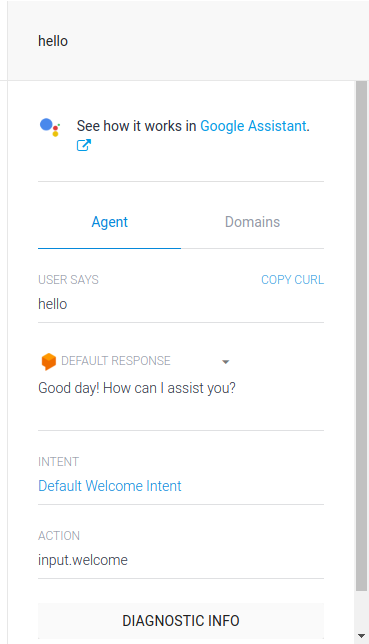 hello
See how it works in Google Assistant.
Agent Domains
USER SAYS COPY CURL
hello
DEFAULT RESPONSE
Good day! How can I assist you?
INTENT
Default Welcome Intent
ACTION
input.welcome
DIAGNOSTIC INFO